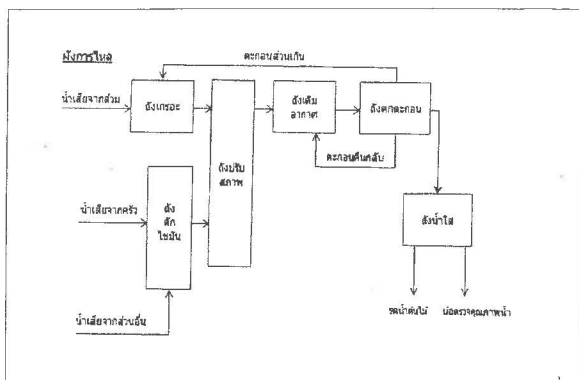 ผังการไหล
ตะกอนส่วนเกิน
น้ำเสียจากส้วม
ถังเกรอะ
ถังปรับ
สภาพ
ถังเติม
อากาศ
ถังตกตะกอน
ตะกอนคืนกลับ
น้ำเสียจากครัว
ถัง
ดัก
ไขมัน
ถังน้ำใส
น้ำเสียจากส่วนอื่น
รดน้ำต้นไม้
บ่อตรวจคุณภาพน้ำ